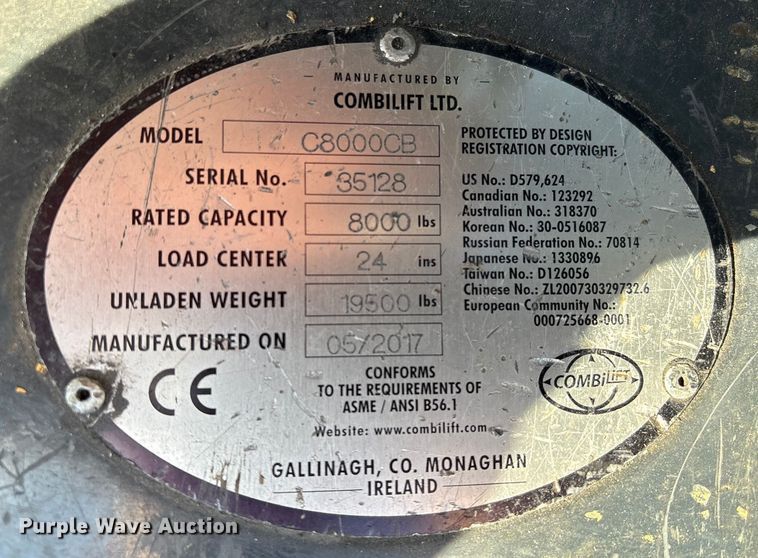 MANUFACTURED BY
COMBILIFT LTD.
MODEL C8000CB
SERIAL No. 35128
RATED CAPACITY 8000 lbs
LOAD CENTER 24 ins
UNLADEN WEIGHT 19500 lbs
MANUFACTURED ON 05/2017
PROTECTED BY DESIGN
REGISTRATION COPYRIGHT:
US No.: D579,624
Canadian No.: 123292
Australian No.: 318370
Korean No.: 30-0516087
Russian Federation No.: 70814
Japanese No.: 1330896
Taiwan No.: D126056
Chinese No.: ZL200730329732.6
European Community No.:
000725668-0001
CE
CONFORMS
TO THE REQUIREMENTS OF
ASME / ANSI B56.1
Website: www.combilift.com
COMBiLIFT
GALLINAGH, CO. MONAGHAN
IRELAND
Purple Wave Auction